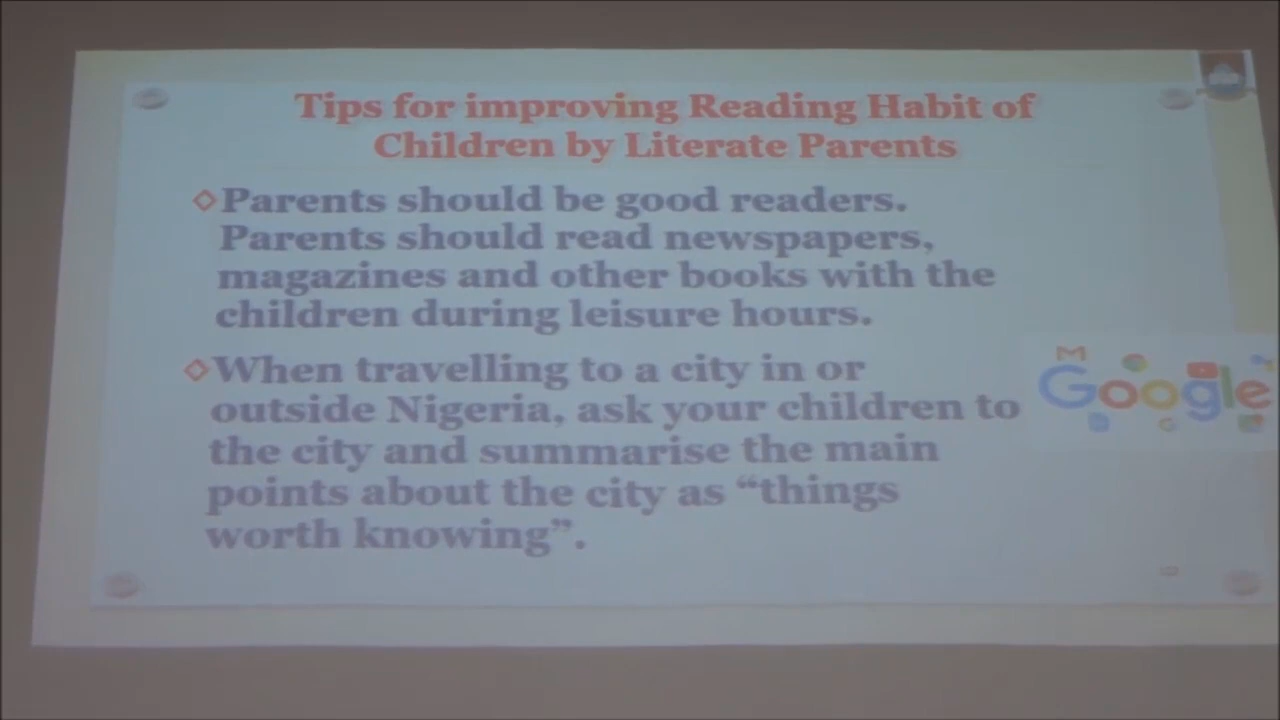 Tips for improving Reading Habit of
Children by Literate Parents
Parents should be good readers.
Parents should read newspapers,
magazines and other books with the
children during leisure hours.
When travelling to a city in or
outside Nigeria, ask your children to
the city and summarise the main
points about the city as “things
worth knowing”.
Google